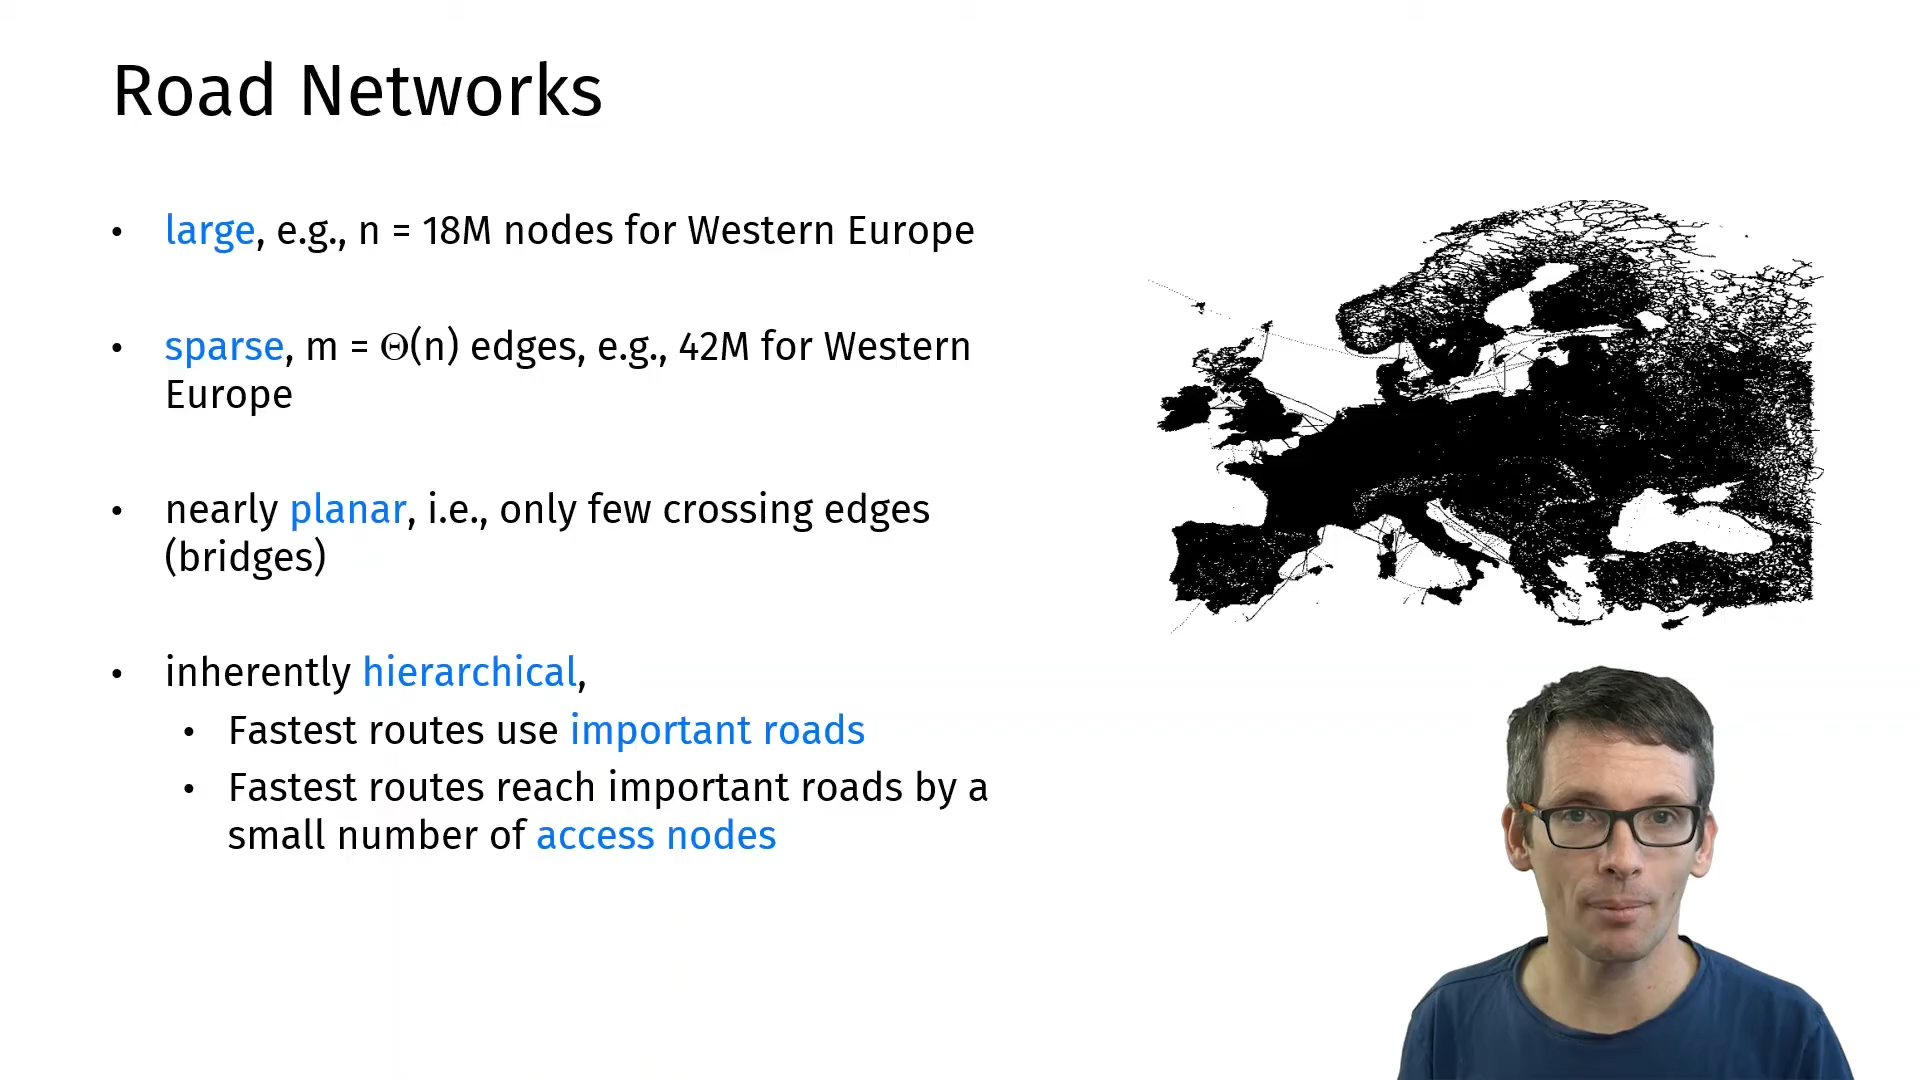 Road Networks
• large, e.g., n = 18M nodes for Western Europe
• sparse, m = Θ(n) edges, e.g., 42M for Western
Europe
• nearly planar, i.e., only few crossing edges
(bridges)
• inherently hierarchical,
• Fastest routes use important roads
• Fastest routes reach important roads by a
small number of access nodes